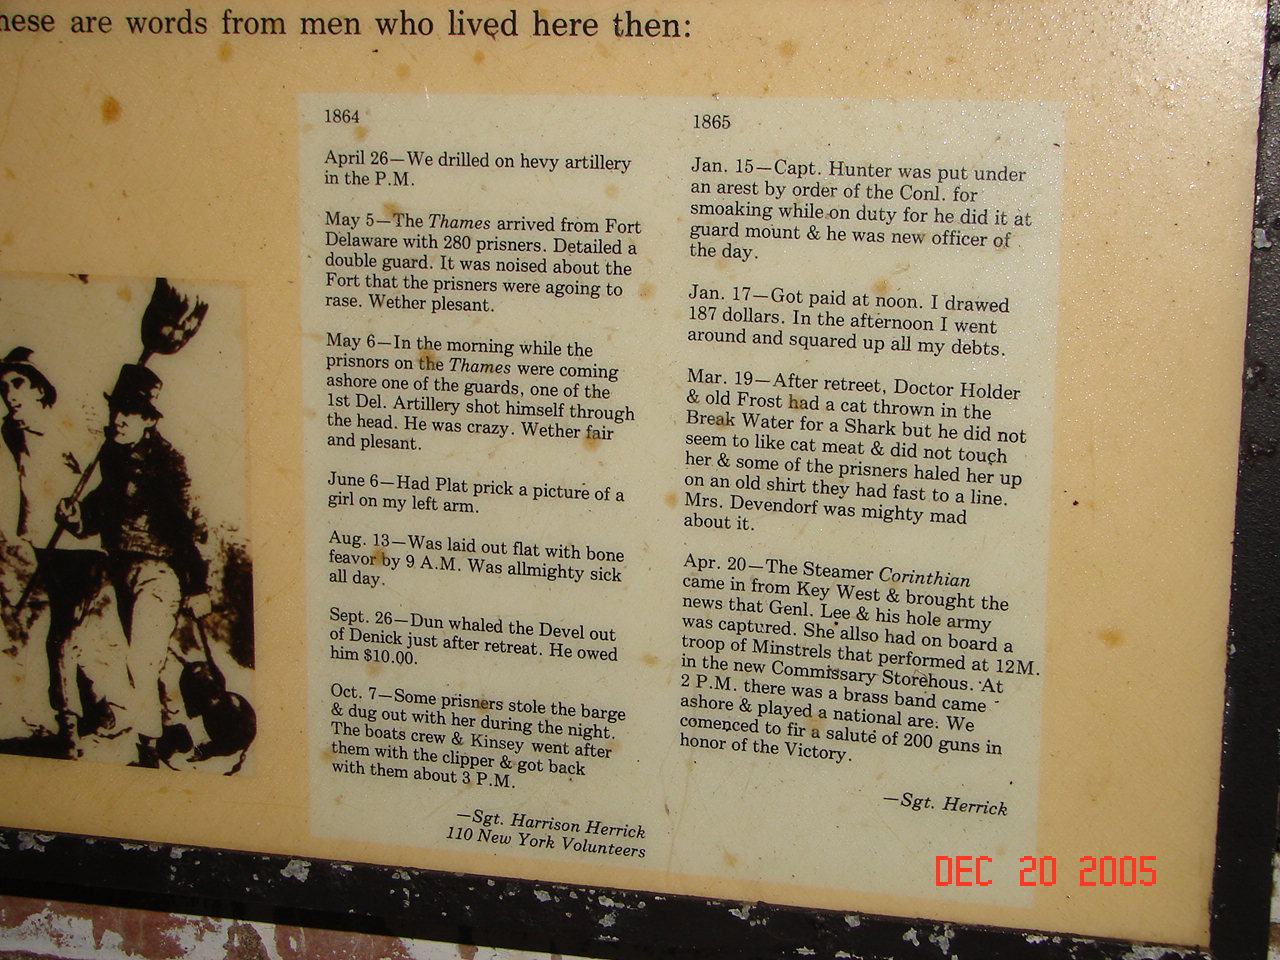 hese are words from men who lived here then:
1864
April 26—We drilled on hevy artillery
in the P.M.
May 5—The Thames arrived from Fort
Delaware with 280 prisners. Detailed a
double guard. It was noised about the
Fort that the prisners were agoing to
rase. Wether plesant.
May 6—In the morning while the
prisnors on the Thames were coming
ashore one of the guards, one of the
1st Del. Artillery shot himself through
the head. He was crazy. Wether fair
and plesant.
June 6—Had Plat prick a picture of a
girl on my left arm.
Aug. 13—Was laid out flat with bone
feavor by 9 A.M. Was allmighty sick
all day.
Sept. 26—Dun whaled the Devel out
of Denick just after retreat. He owed
him $10.00.
Oct. 7—Some prisners stole the barge
& dug out with her during the night.
The boats crew & Kinsey went after
them with the clipper & got back
with them about 3 P.M.
—Sgt. Harrison Herrick
110 New York Volunteers
1865
Jan. 15—Capt. Hunter was put under
an arest by order of the Conl. for
smoaking while on duty for he did it at
guard mount & he was new officer of
the day.
Jan. 17—Got paid at noon. I drawed
187 dollars. In the afternoon I went
around and squared up all my debts.
Mar. 19—After retreet, Doctor Holder
& old Frost had a cat thrown in the
Break Water for a Shark but he did not
seem to like cat meat & did not touch
her & some of the prisners haled her up
on an old shirt they had fast to a line.
Mrs. Devendorf was mighty mad
about it.
Apr. 20—The Steamer Corinthian
came in from Key West & brought the
news that Genl. Lee & his hole army
was captured. She allso had on board a
troop of Minstrels that performed at 12M.
in the new Commissary Storehous. At
2 P.M. there was a brass band came
ashore & played a national are. We
comenced to fir a salute of 200 guns in
honor of the Victory.
—Sgt. Herrick
DEC 20 2005